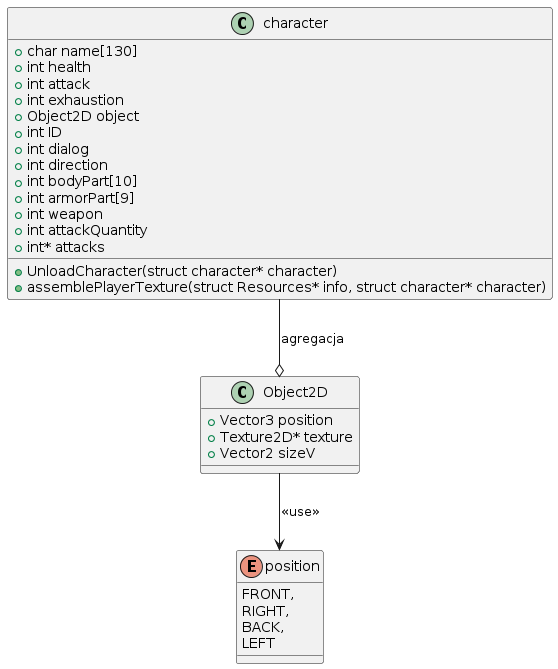 C character
char name[130]
int health
int attack
int exhaustion
Object2D object
int ID
int dialog
int direction
int bodyPart[10]
int armorPart[9]
int weapon
int attackQuantity
int* attacks
UnloadCharacter(struct character* character)
assemblePlayerTexture(struct Resources* info, struct character* character)
agregacja
C Object2D
Vector3 position
Texture2D* texture
Vector2 sizeV
«use»
E position
FRONT,
RIGHT,
BACK,
LEFT